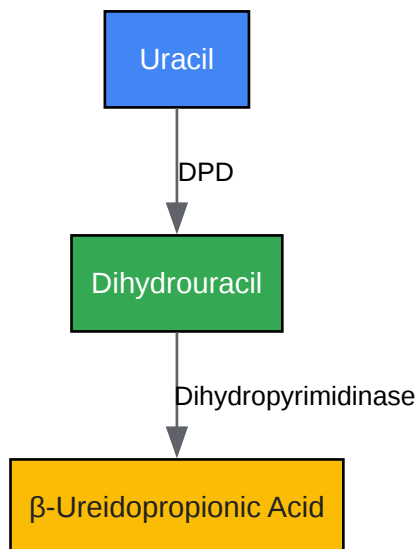 Uracil
DPD
Dihydrouracil
Dihydropyrimidinase
β-Ureidopropionic Acid